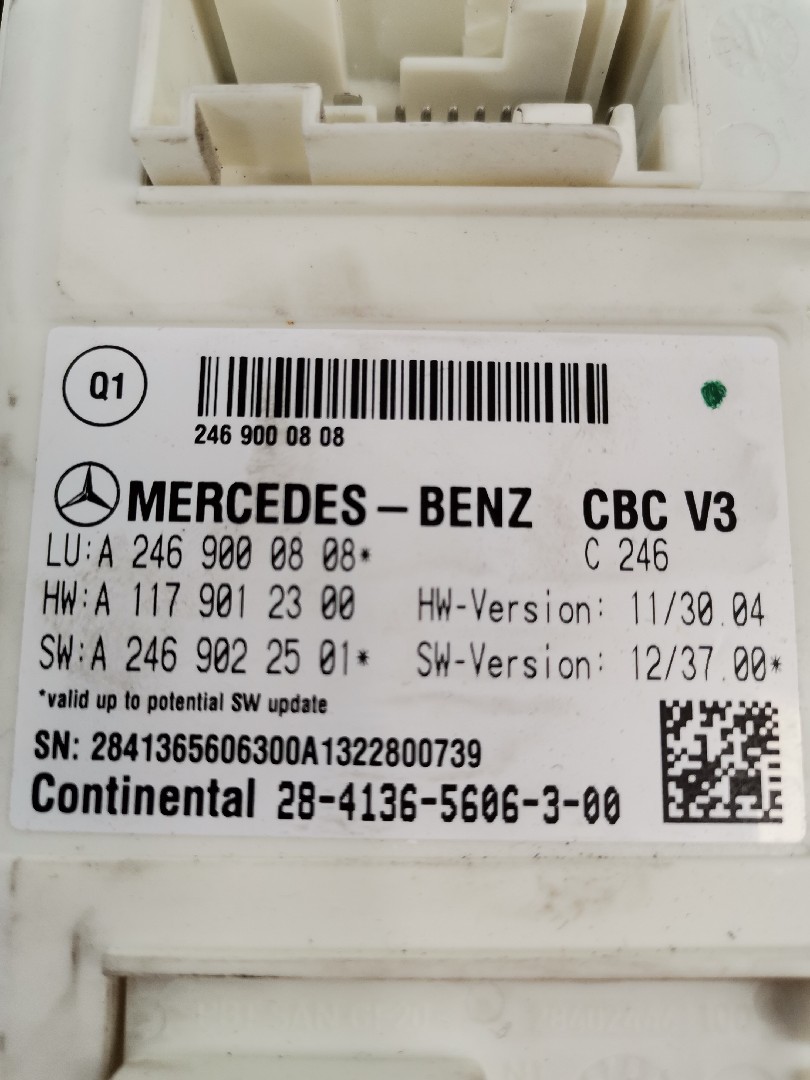 Q1
246 900 08 08
MERCEDES-BENZ CBC V3
LU:A 246 900 08 08* C 246
HW:A 117 901 23 00 HW-Version: 11/30.04
SW:A 246 902 25 01* SW-Version: 12/37.00*
*valid up to potential SW update
SN: 2841365606300A1322800739
Continental 28-4136-5606-3-00